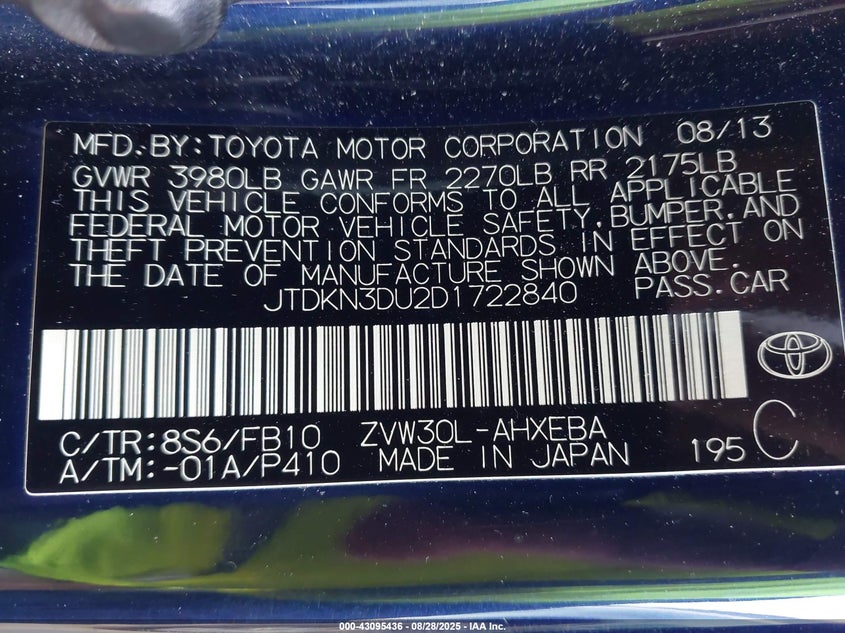 MFD. BY: TOYOTA MOTOR CORPORATION 08/13
GVWR 3980LB GAWR FR 2270LB RR 2175LB
THIS VEHICLE CONFORMS TO ALL APPLICABLE
FEDERAL MOTOR VEHICLE SAFETY, BUMPER, AND
THEFT PREVENTION STANDARDS IN EFFECT ON
THE DATE OF MANUFACTURE SHOWN ABOVE.
JTDKN3DU2D1722840 PASS. CAR
C/TR: 8S6/FB10 ZVW30L-AHXEBA
A/TM: -01A/P410 MADE IN JAPAN 195 C
000-43095436 - 08/28/2025 - © IAA Inc.